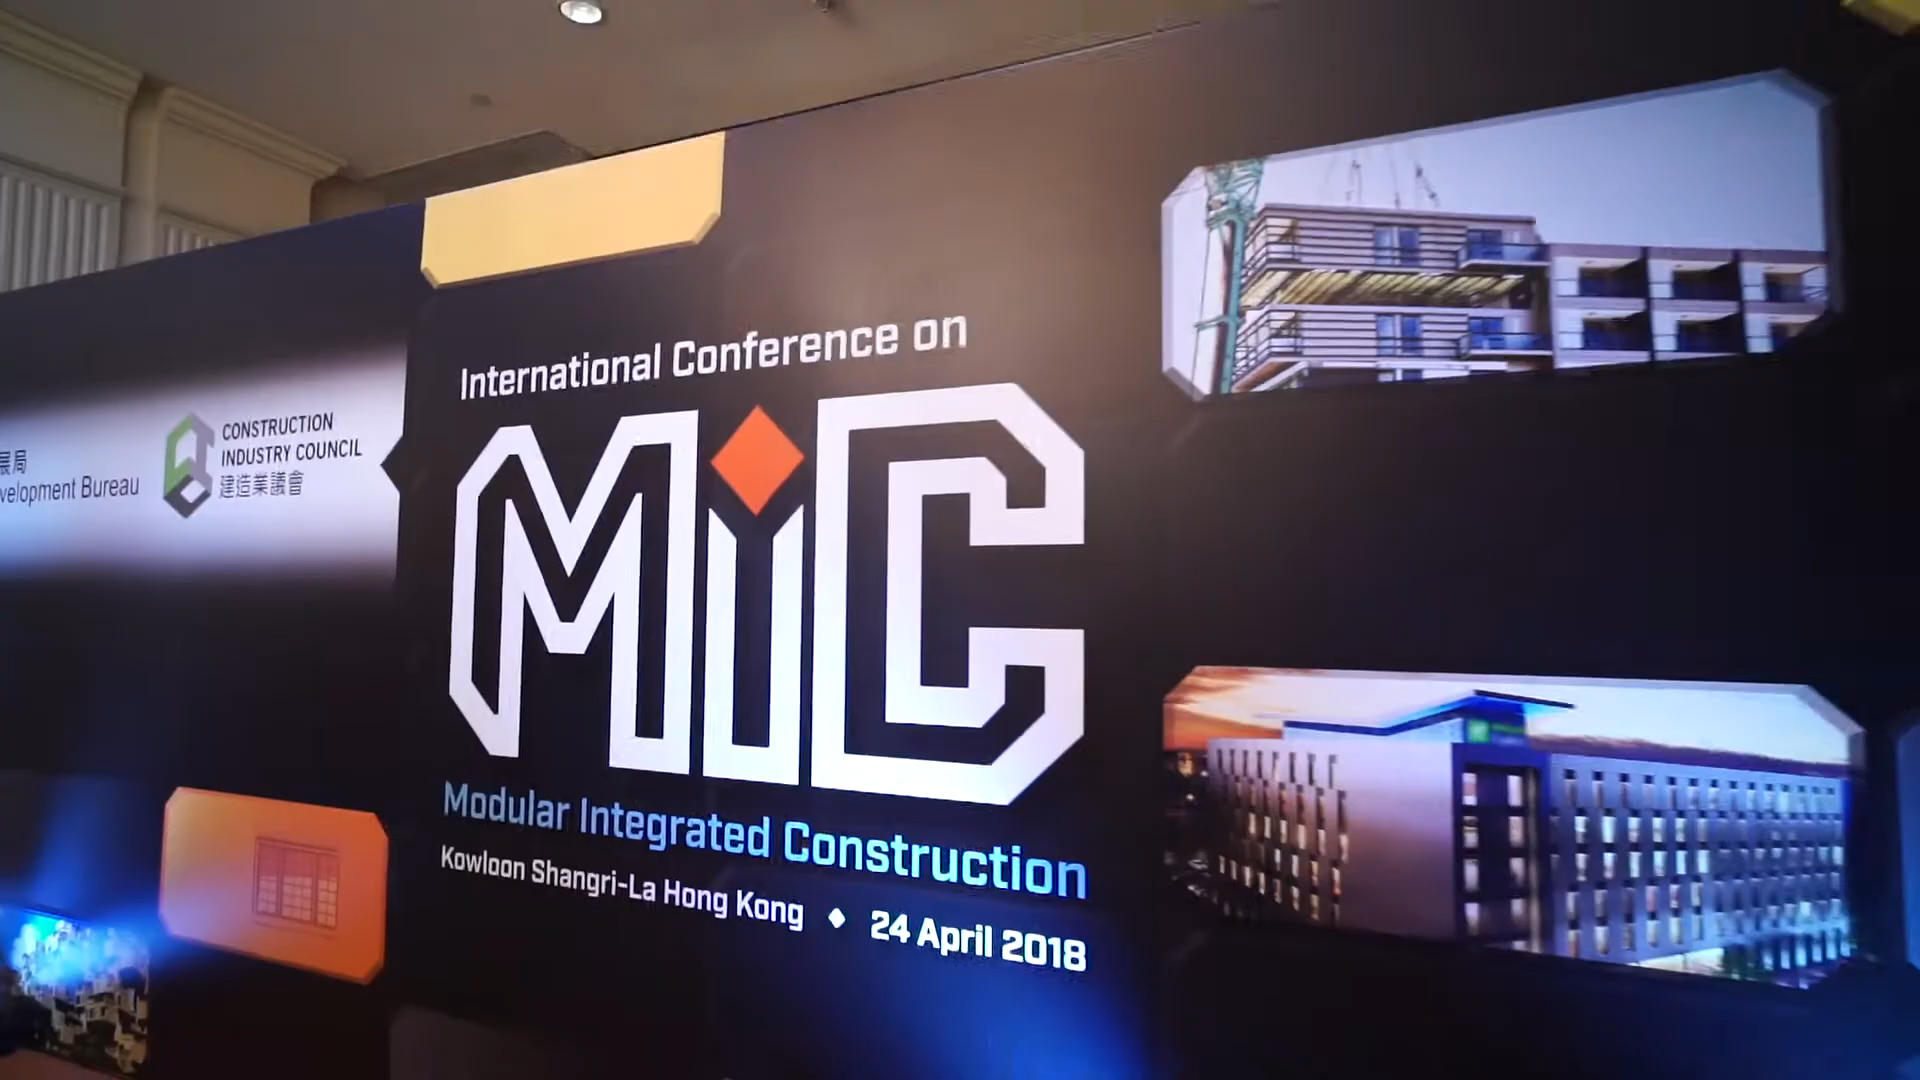 展局
velopment Bureau
CONSTRUCTION
INDUSTRY COUNCIL
建造業議會
International Conference on
MiC
Modular Integrated Construction
Kowloon Shangri-La Hong Kong ◆ 24 April 2018